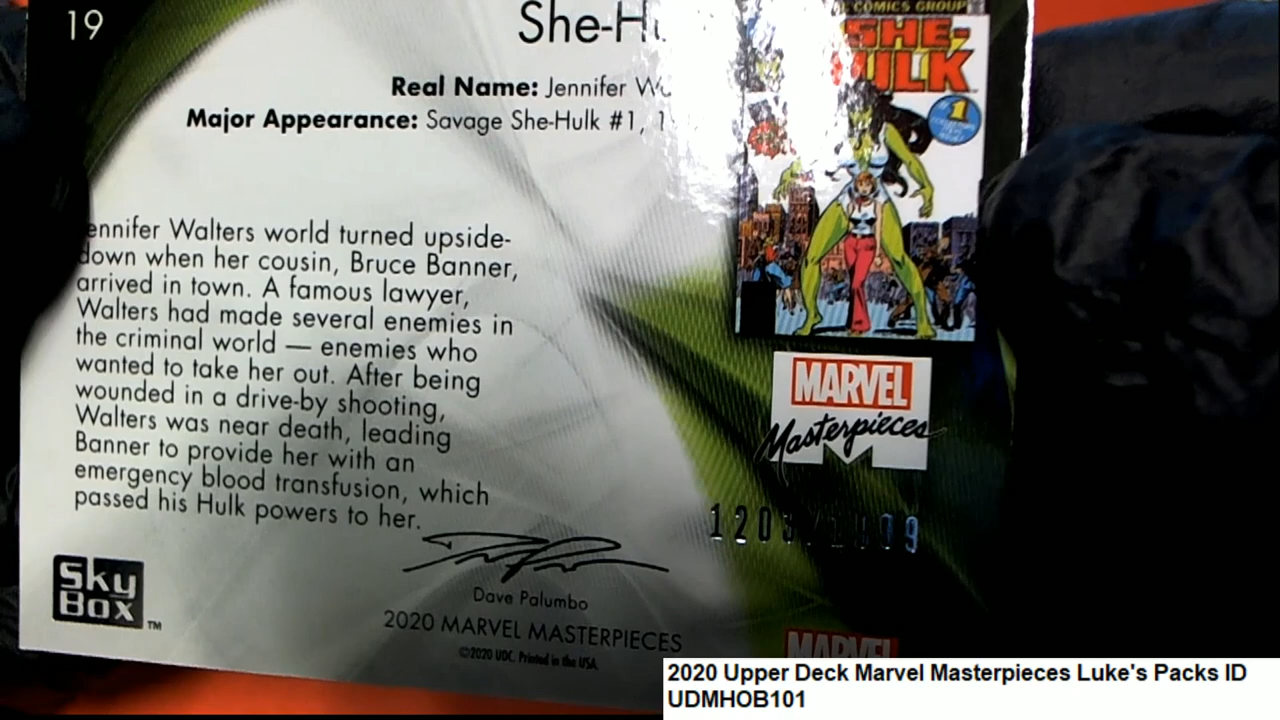 19
She-Hu
Real Name: Jennifer W
Major Appearance: Savage She-Hulk #1, 1
COMICS GROUP
SHE-
HULK
#1
ennifer Walters world turned upside-
down when her cousin, Bruce Banner,
arrived in town. A famous lawyer,
Walters had made several enemies in
the criminal world — enemies who
wanted to take her out. After being
wounded in a drive-by shooting,
Walters was near death, leading
Banner to provide her with an
emergency blood transfusion, which
passed his Hulk powers to her.
MARVEL
Masterpieces
Sky
Box
TM
Dave Palumbo
2020 MARVEL MASTERPIECES
©2020 UDC. Printed in the USA.
MARVEL
2020 Upper Deck Marvel Masterpieces Luke's Packs ID
UDMHOB101